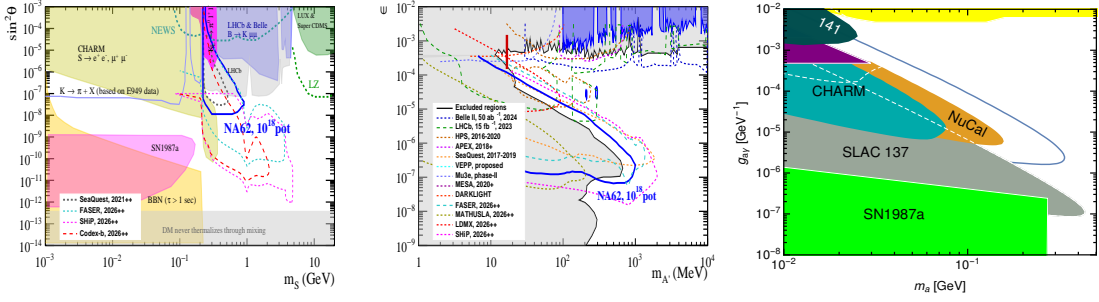 sin²θ
10⁻³
10⁻⁴
10⁻⁵
10⁻⁶
10⁻⁷
10⁻⁸
10⁻⁹
10⁻¹⁰
10⁻¹¹
10⁻¹²
10⁻¹³
10⁻¹⁴
NEWS
LUX &
Super CDMS
LHCb & Belle
B → K μμ
CHARM
S → e⁺ e⁻, μ⁺ μ⁻
LHCb
LZ
K → π + X (based on E949 data)
NA62, 10¹⁸ pot
SN1987a
BBN (τ > 1 sec)
SeaQuest, 2021++
FASER, 2026++
SHiP, 2026++
Codex-b, 2026++
DM never thermalizes through mixing
10⁻³ 10⁻² 10⁻¹ 1 10
m_S (GeV)
ε
10⁻²
10⁻³
10⁻⁴
10⁻⁵
10⁻⁶
10⁻⁷
10⁻⁸
10⁻⁹
Excluded regions
Belle II, 50 ab⁻¹, 2024
LHCb, 15 fb⁻¹, 2023
HPS, 2016-2020
APEX, 2018+
SeaQuest, 2017-2019
VEPP, proposed
Mu3e, phase-II
MESA, 2020+
DARKLIGHT
FASER, 2026++
MATHUSLA, 2026++
LDMX, 2026++
SHiP, 2026++
NA62, 10¹⁸ pot
1 10 10² 10³ 10⁴
m_A' (MeV)
g_aγ [GeV⁻¹]
10⁻²
10⁻³
10⁻⁴
10⁻⁵
10⁻⁶
10⁻⁷
10⁻⁸
141
CHARM
NuCal
SLAC 137
SN1987a
10⁻² 10⁻¹
m_a [GeV]